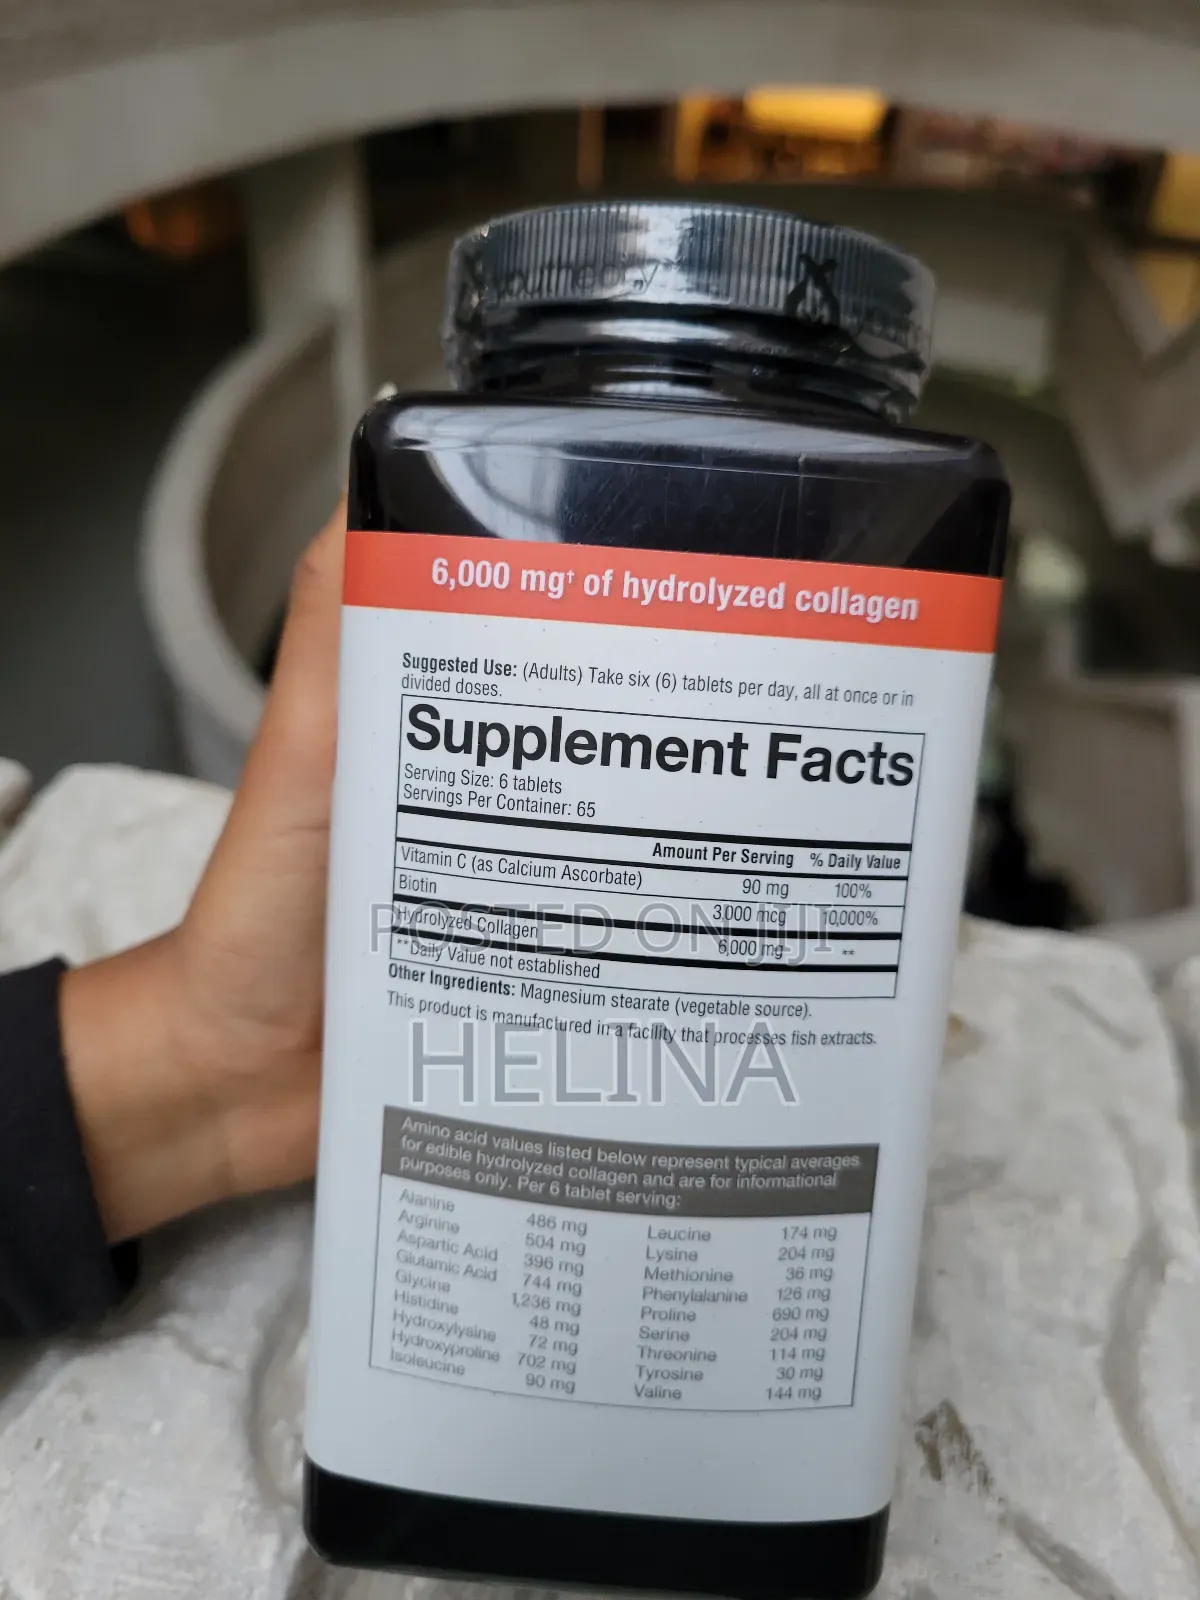 youtheory
6,000 mg† of hydrolyzed collagen
Suggested Use: (Adults) Take six (6) tablets per day, all at once or in
divided doses.
Supplement Facts
Serving Size: 6 tablets
Servings Per Container: 65
Amount Per Serving % Daily Value
Vitamin C (as Calcium Ascorbate) 90 mg 100%
Biotin 3,000 mcg 10,000%
Hydrolyzed Collagen 6,000 mg **
**Daily Value not established
Other Ingredients: Magnesium stearate (vegetable source).
This product is manufactured in a facility that processes fish extracts.
POSTED ON JIJI
HELINA
Amino acid values listed below represent typical averages
for edible hydrolyzed collagen and are for informational
purposes only. Per 6 tablet serving:
Alanine 486 mg
Arginine 504 mg
Aspartic Acid 396 mg
Glutamic Acid 744 mg
Glycine 1,236 mg
Histidine 48 mg
Hydroxylysine 72 mg
Hydroxyproline 702 mg
Isoleucine 90 mg
Leucine 174 mg
Lysine 204 mg
Methionine 36 mg
Phenylalanine 126 mg
Proline 690 mg
Serine 204 mg
Threonine 114 mg
Tyrosine 30 mg
Valine 144 mg